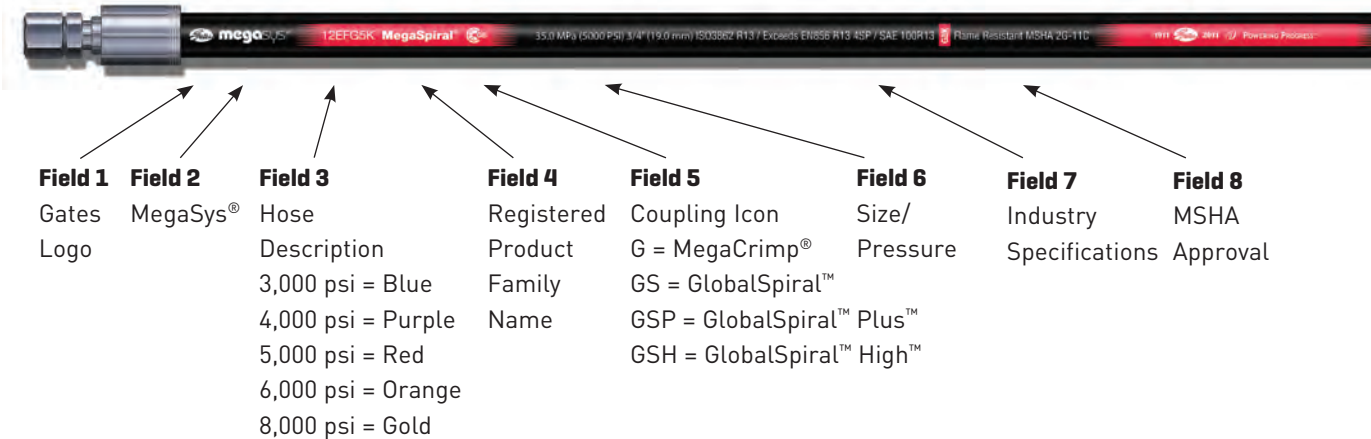 Gates megasys 12EFG5K MegaSpiral® 35.0 MPa (5000 PSI) 3/4" (19.0 mm) ISO3862 R13 / Exceeds EN856 R13 4SP / SAE 100R13 Flame Resistant MSHA 2G-11C 1911 Gates 2011 Powering Progress™
Field 1
Gates
Logo
Field 2
MegaSys®
Field 3
Hose
Description
3,000 psi = Blue
4,000 psi = Purple
5,000 psi = Red
6,000 psi = Orange
8,000 psi = Gold
Field 4
Registered
Product
Family
Name
Field 5
Coupling Icon
G = MegaCrimp®
GS = GlobalSpiral™
GSP = GlobalSpiral™ Plus™
GSH = GlobalSpiral™ High™
Field 6
Size/
Pressure
Field 7
Industry
Specifications
Field 8
MSHA
Approval